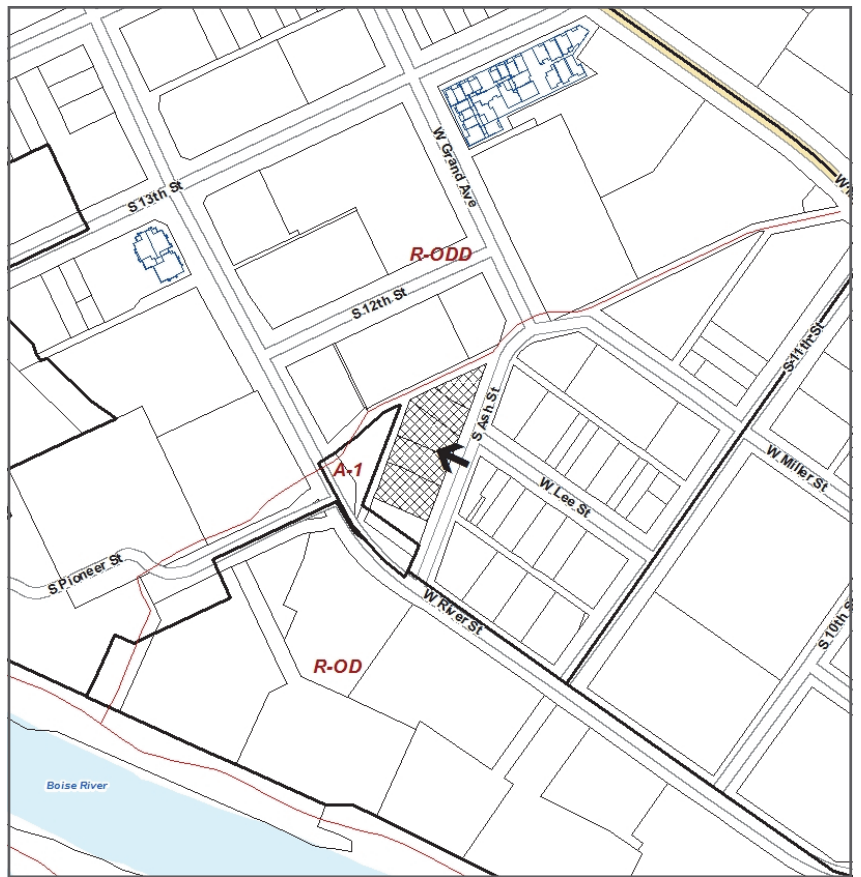 W Grand Ave
S 13th St
R-ODD
S 12th St
S 11th St
S Ash St
A-1
W Miller St
W Lee St
S Pioneer St
W River St
S 10th St
R-OD
Boise River